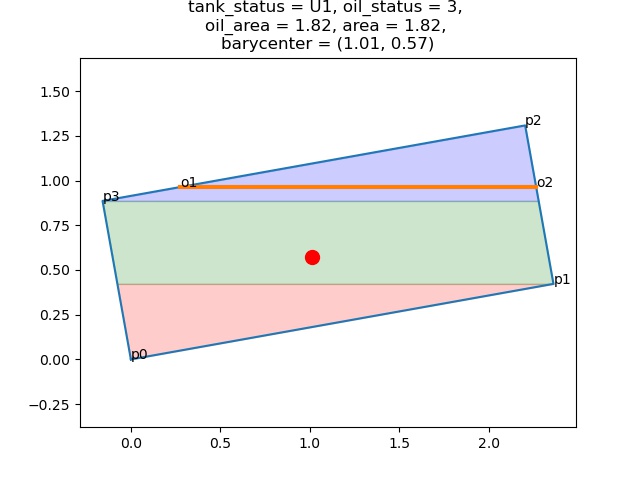 tank_status = U1, oil_status = 3,
oil_area = 1.82, area = 1.82,
barycenter = (1.01, 0.57)
1.50
1.25
1.00
0.75
0.50
0.25
0.00
−0.25
p2
o1
o2
p3
p1
p0
0.0
0.5
1.0
1.5
2.0